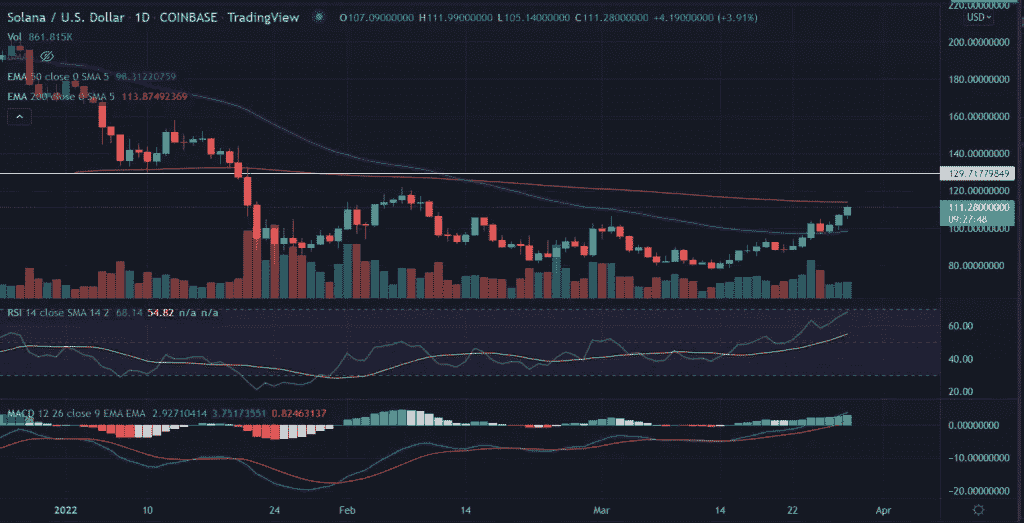 Solana / U.S. Dollar · 1D · COINBASE · TradingView O107.09000000 H111.99000000 L105.14000000 C111.28000000 +4.19000000 (+3.91%)
Vol 861.815K
EMA 50 close 0 SMA 5 98.31220759
EMA 200 close 0 SMA 5 113.87492369
USD
220.00000000
200.00000000
180.00000000
160.00000000
140.00000000
129.71779849
120.00000000
111.28000000
09:27:48
100.00000000
80.00000000
RSI 14 close SMA 14 2 68.14 54.82 n/a n/a
60.00
40.00
20.00
MACD 12 26 close 9 EMA EMA 2.92710414 3.75173551 0.82463137
0.00000000
-10.00000000
-20.00000000
2022 10 24 Feb 14 Mar 14 22 Apr